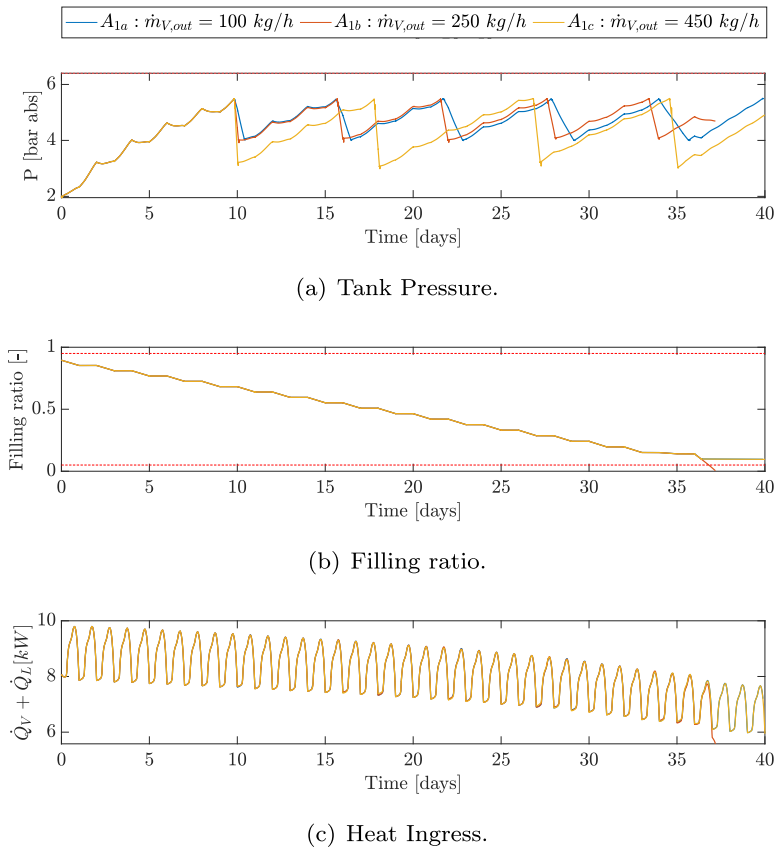 A1a : ṁV,out = 100 kg/h A1b : ṁV,out = 250 kg/h A1c : ṁV,out = 450 kg/h
6
4
2
P [bar abs]
0 5 10 15 20 25 30 35 40
Time [days]
(a) Tank Pressure.
1
0.5
0
Filling ratio [-]
0 5 10 15 20 25 30 35 40
Time [days]
(b) Filling ratio.
10
8
6
Q̇V + Q̇L[kW]
0 5 10 15 20 25 30 35 40
Time [days]
(c) Heat Ingress.